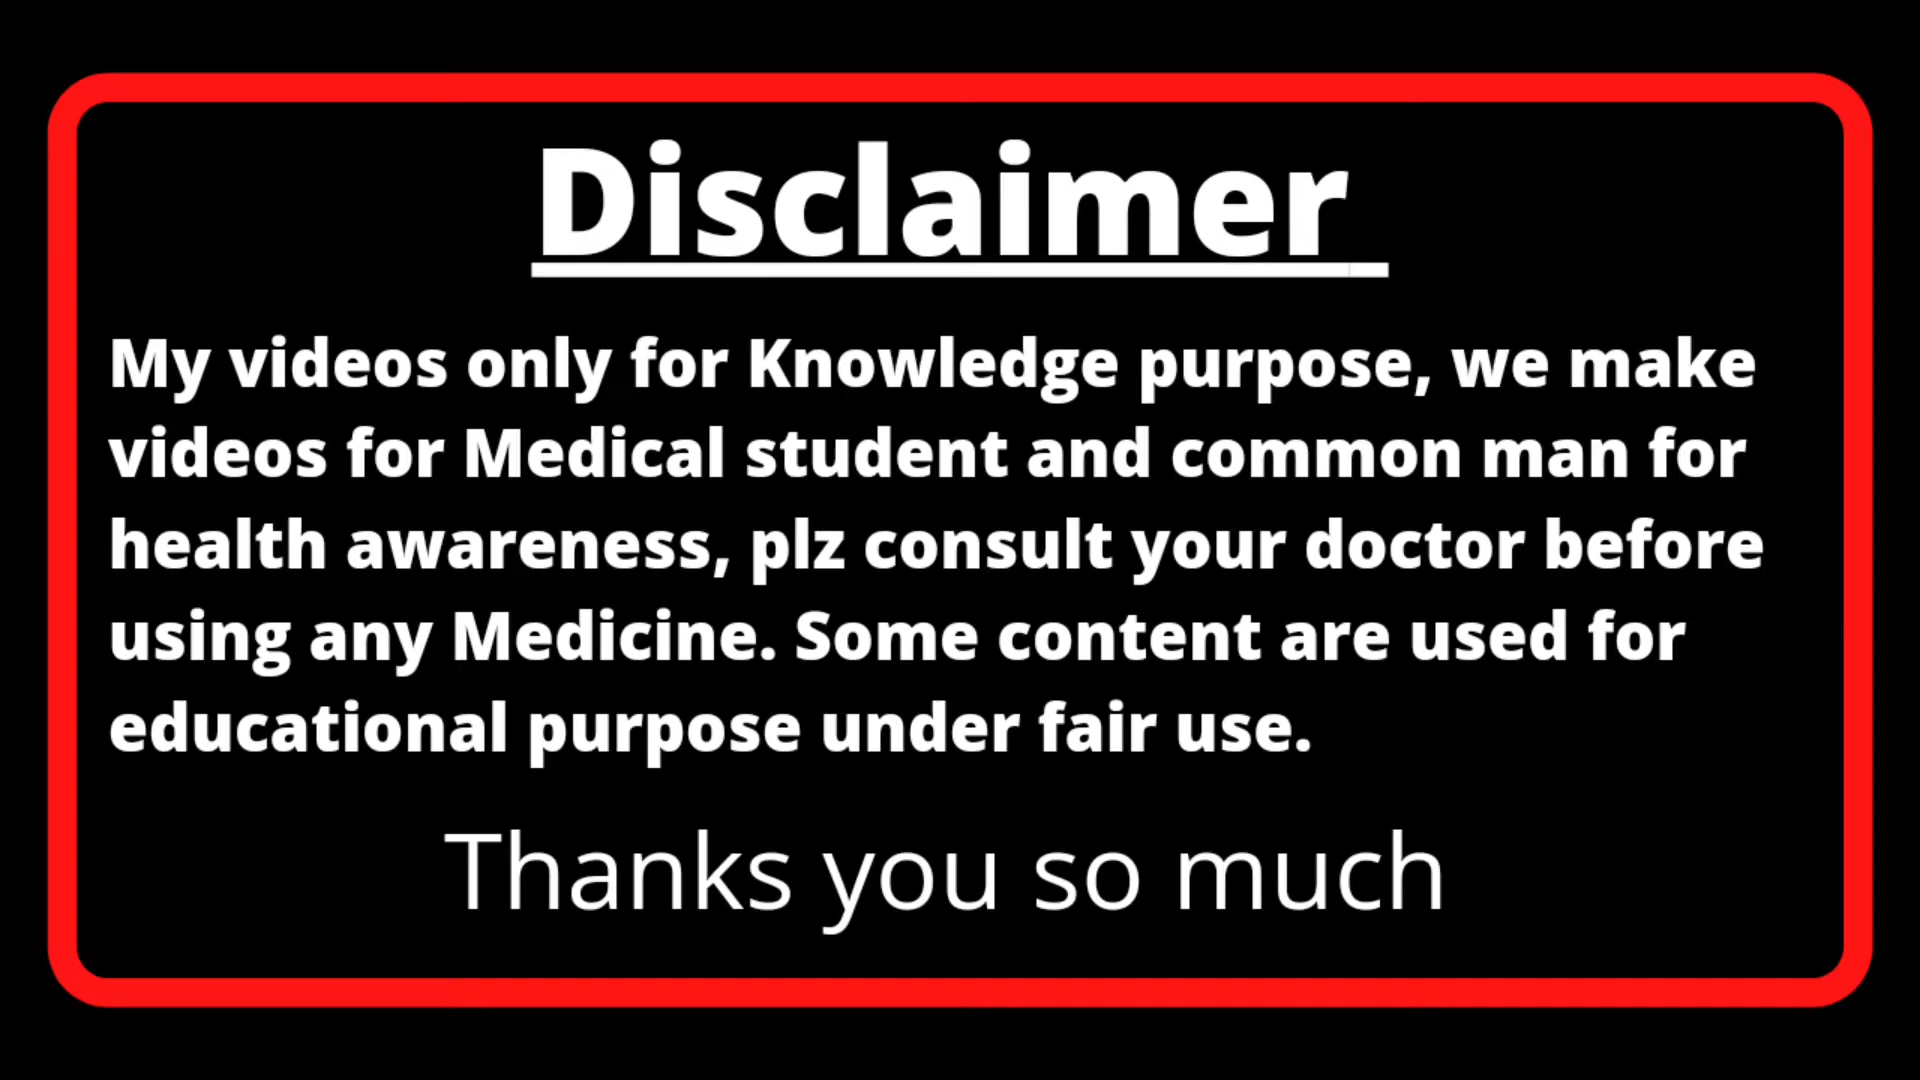 Disclaimer
My videos only for Knowledge purpose, we make
videos for Medical student and common man for
health awareness, plz consult your doctor before
using any Medicine. Some content are used for
educational purpose under fair use.
Thanks you so much